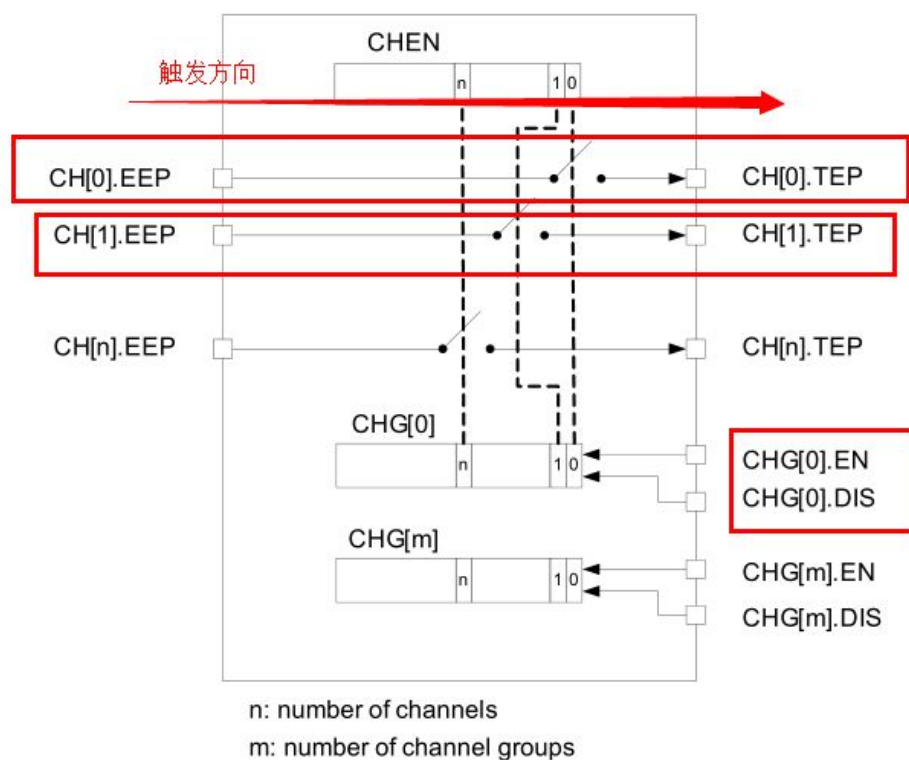 CHEN
触发方向
n 1 0
CH[0].EEP CH[0].TEP
CH[1].EEP CH[1].TEP
CH[n].EEP CH[n].TEP
CHG[0]
n 1 0
CHG[0].EN
CHG[0].DIS
CHG[m]
n 1 0
CHG[m].EN
CHG[m].DIS
n: number of channels
m: number of channel groups